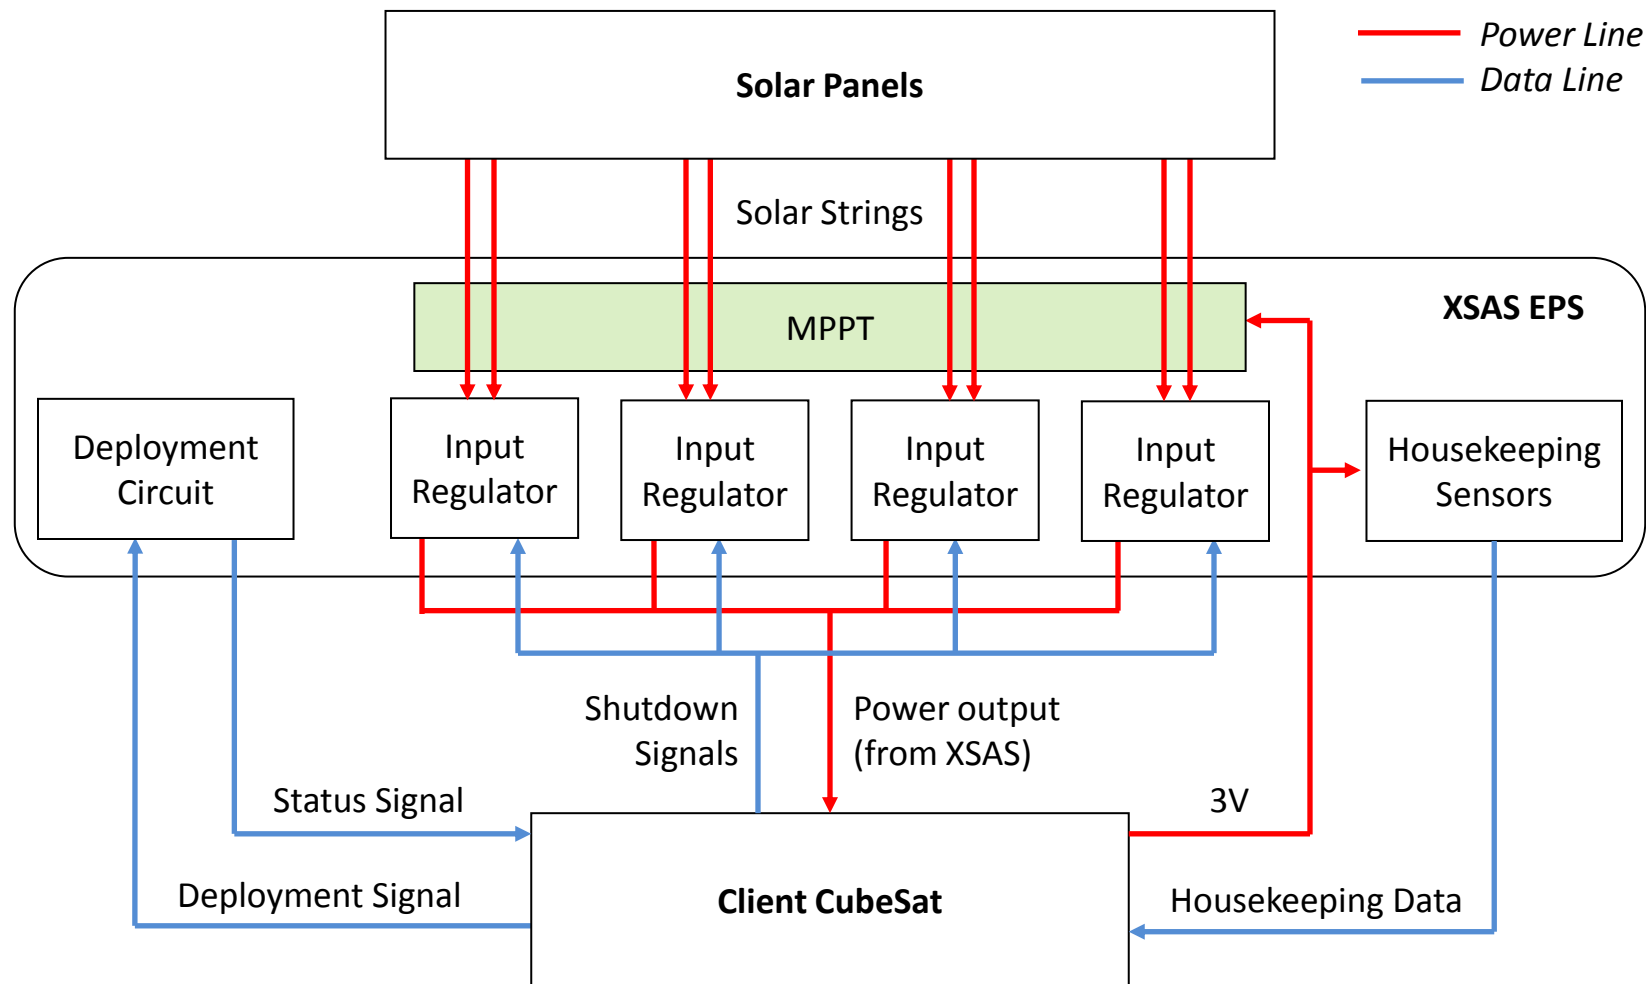 Power Line
Data Line
Solar Panels
Solar Strings
XSAS EPS
MPPT
Deployment
Circuit
Input
Regulator
Input
Regulator
Input
Regulator
Input
Regulator
Housekeeping
Sensors
Shutdown
Signals
Power output
(from XSAS)
Status Signal
3V
Deployment Signal
Client CubeSat
Housekeeping Data